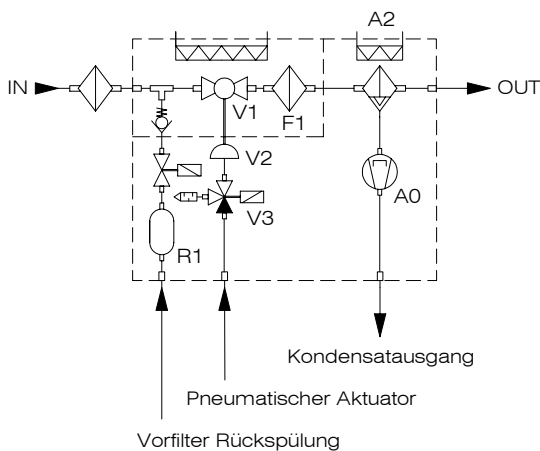 A2
IN
OUT
V1
F1
V2
A0
V3
R1
Kondensatausgang
Pneumatischer Aktuator
Vorfilter Rückspülung